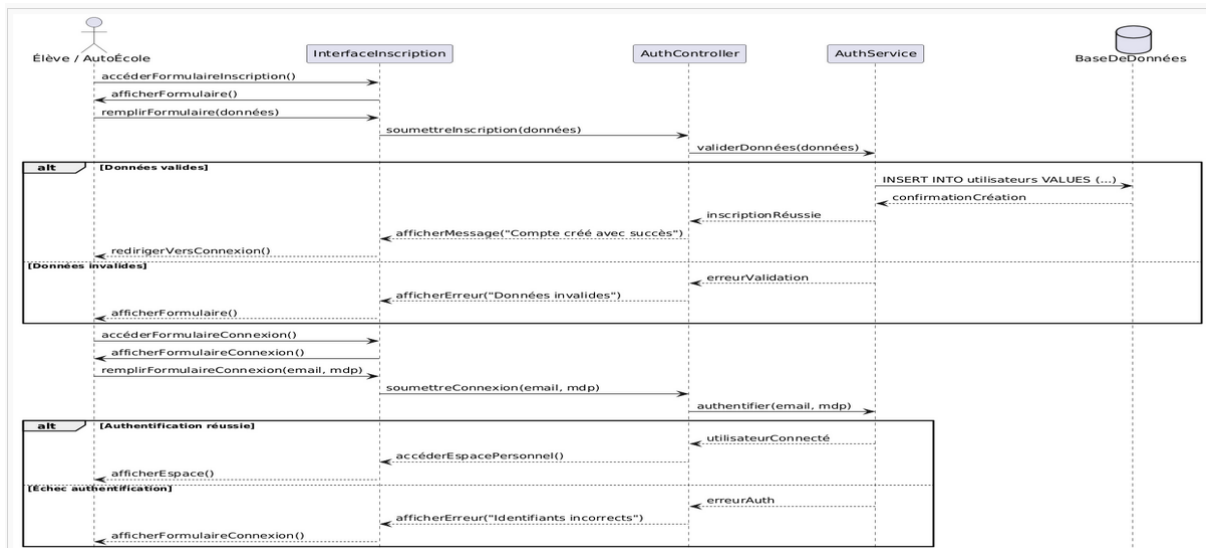 Élève / AutoÉcole
InterfaceInscription
AuthController
AuthService
BaseDeDonnées
accéderFormulaireInscription()
afficherFormulaire()
remplirFormulaire(données)
soumettreInscription(données)
validerDonnées(données)
alt
[Données valides]
INSERT INTO utilisateurs VALUES (...)
confirmationCréation
inscriptionRéussie
afficherMessage("Compte créé avec succès")
redirigerVersConnexion()
[Données invalides]
erreurValidation
afficherErreur("Données invalides")
afficherFormulaire()
accéderFormulaireConnexion()
afficherFormulaireConnexion()
remplirFormulaireConnexion(email, mdp)
soumettreConnexion(email, mdp)
authentifier(email, mdp)
alt
[Authentification réussie]
utilisateurConnecté
accéderEspacePersonnel()
afficherEspace()
[Échec authentification]
erreurAuth
afficherErreur("Identifiants incorrects")
afficherFormulaireConnexion()